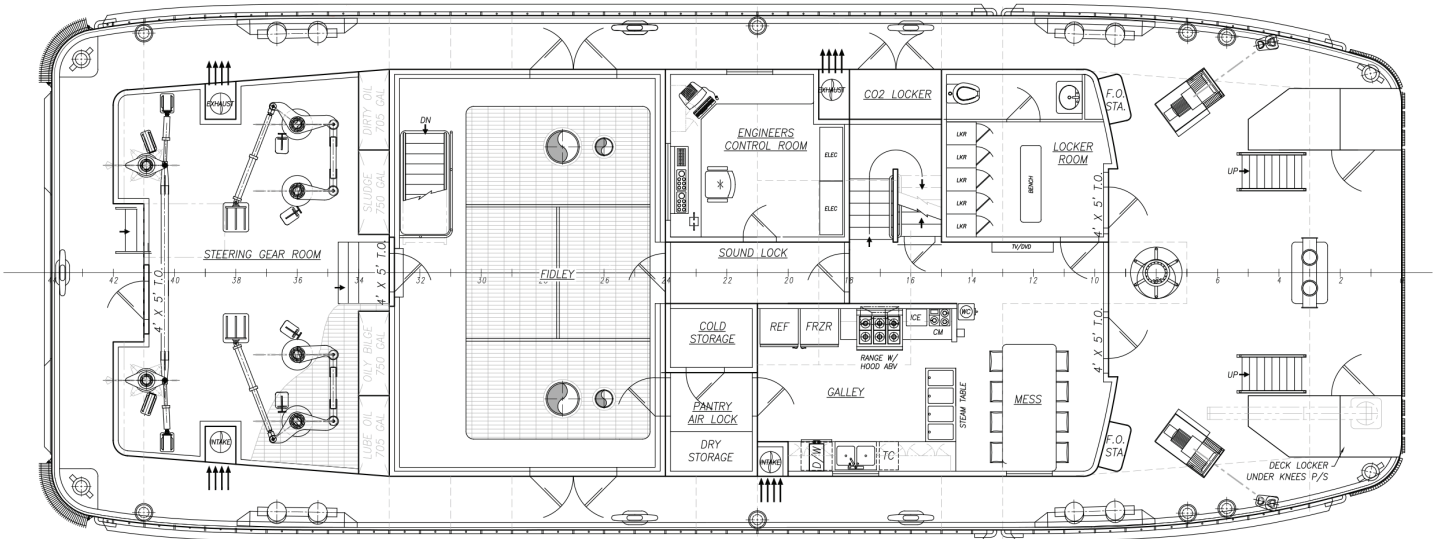 EXHAUST
DIRTY OIL
705 GAL
SLUDGE
750 GAL
STEERING GEAR ROOM
4' X 5' T.O.
4' X 5' T.O.
OILY BILGE
750 GAL
LUBE OIL
705 GAL
INTAKE
DN
FIDLEY
ENGINEERS
CONTROL ROOM
EXHAUST
ELEC
ELEC
CO2 LOCKER
LKR
LKR
LKR
LKR
LKR
LOCKER
ROOM
BENCH
TV/DVD
F.O.
STA.
4' X 5' T.O.
UP
SOUND LOCK
40
38
36
34
32
30
28
26
24
22
20
18
16
14
12
10
6
4
2
COLD
STORAGE
REF
FRZR
RANGE W/
HOOD ABV
ICE
CM
WC
GALLEY
STEAM TABLE
MESS
PANTRY
AIR LOCK
DRY
STORAGE
INTAKE
D/W
TC
4' X 5' T.O.
F.O.
STA.
UP
DECK LOCKER
UNDER KNEES P/S